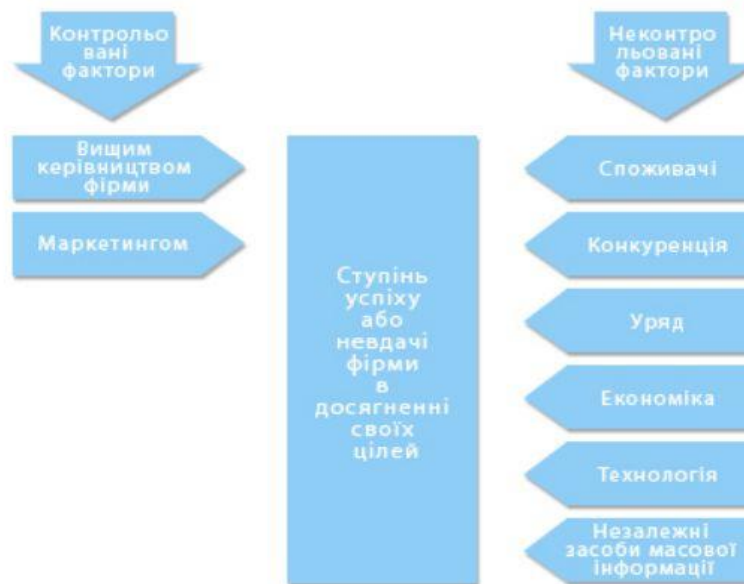 Контрольо
вані
фактори
Неконтро
льовані
фактори
Вищим
керівництвом
фірми
Маркетингом
Ступінь
успіху
або
невдачі
фірми
в
досягненні
своїх
цілей
Споживачі
Конкуренція
Уряд
Економіка
Технологія
Незалежні
засоби масової
інформації